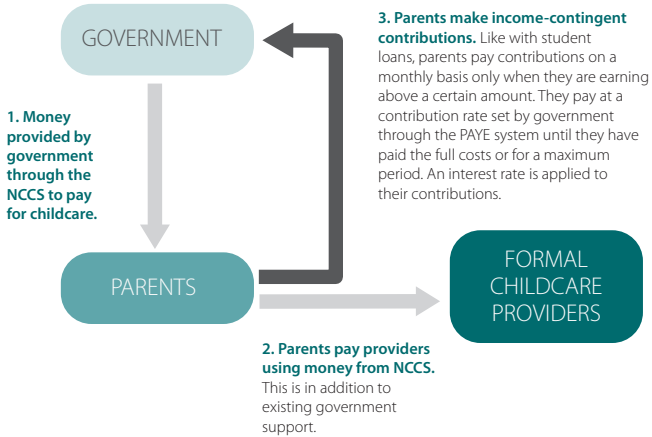 GOVERNMENT
1. Money
provided by
government
through the
NCCS to pay
for childcare.
PARENTS
2. Parents pay providers
using money from NCCS.
This is in addition to
existing government
support.
FORMAL
CHILDCARE
PROVIDERS
3. Parents make income-contingent
contributions. Like with student
loans, parents pay contributions on a
monthly basis only when they are earning
above a certain amount. They pay at a
contribution rate set by government
through the PAYE system until they have
paid the full costs or for a maximum
period. An interest rate is applied to
their contributions.